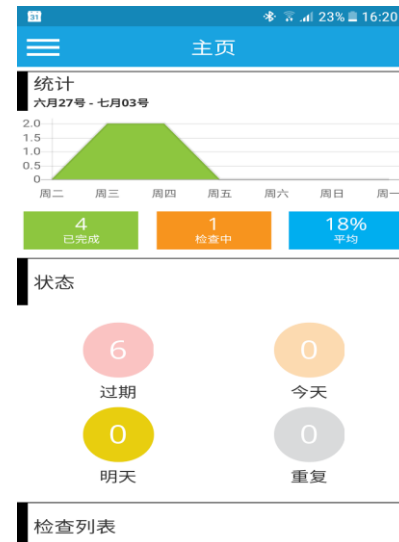 31 23% 16:20
主页
统计
六月27号 - 七月03号
2.0
1.5
1.0
0.5
0
周二 周三 周四 周五 周六 周日 周一
4 1 18%
已完成 检查中 平均
状态
6 0
过期 今天
0 0
明天 重复
检查列表